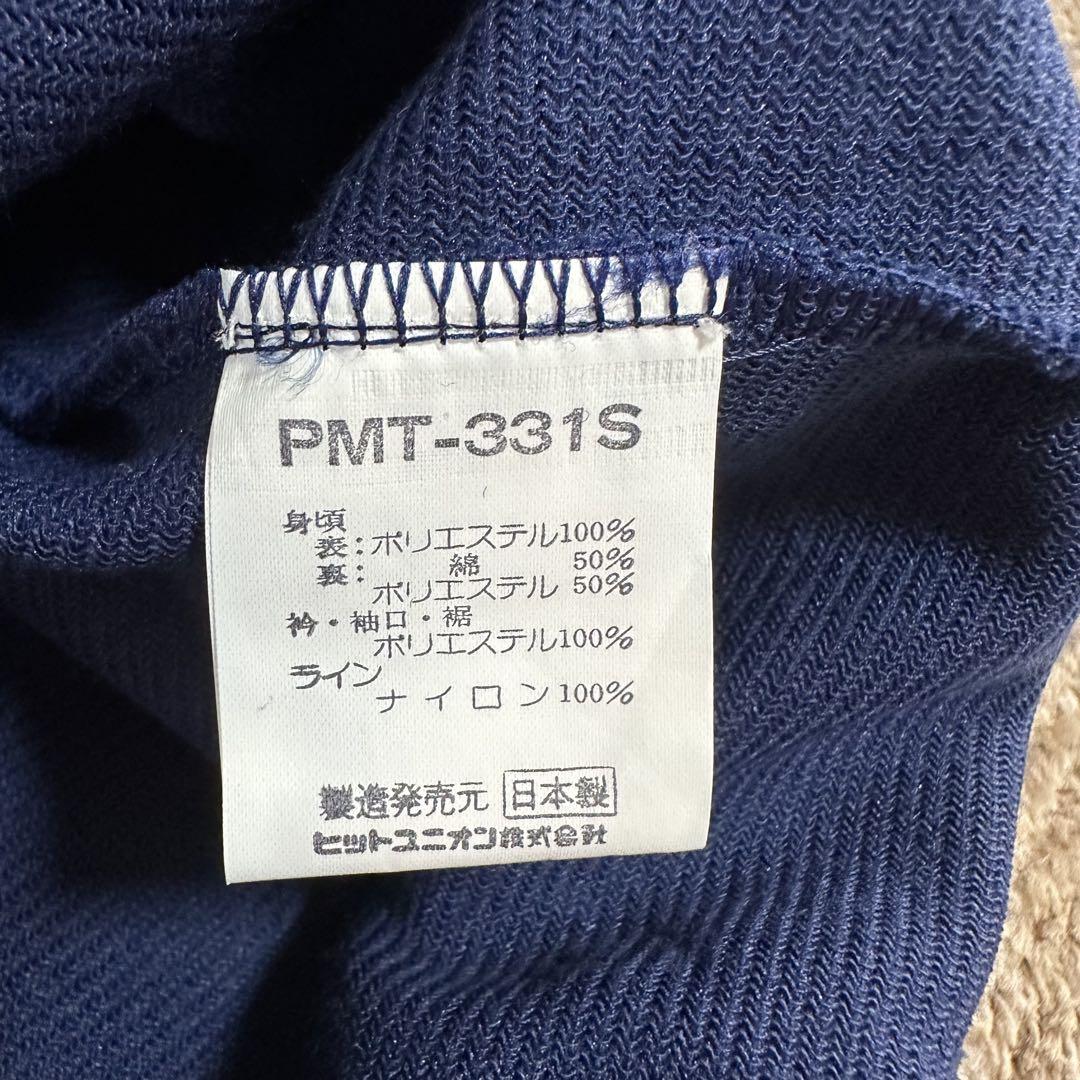 PMT-331S
身頃
表:ポリエステル100%
裏: 綿 50%
ポリエステル 50%
衿・袖口・裾
ポリエステル100%
ライン
ナイロン100%
製造発売元 日本製
ヒットユニオン株式会社